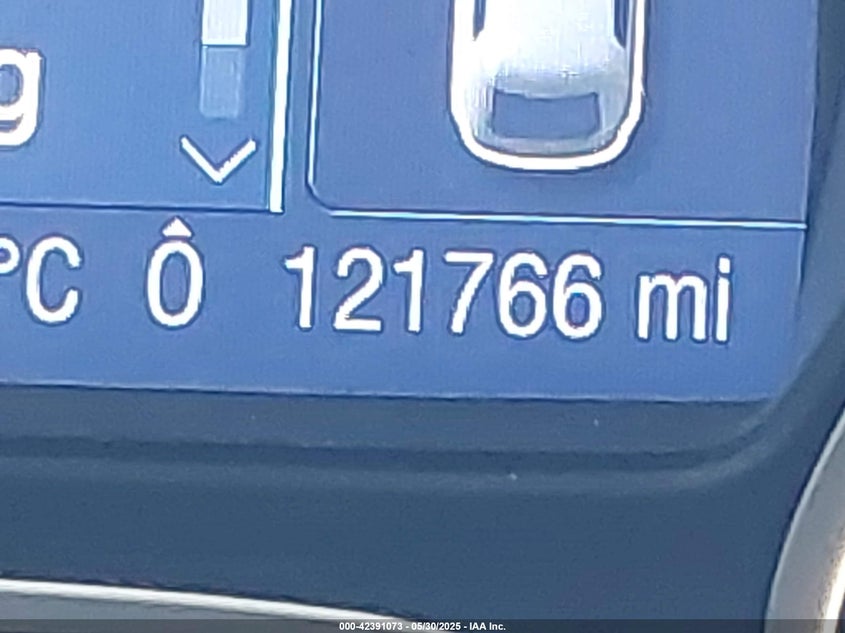 g
°C Ô 121766 mi
000-42391073 - 05/30/2025 - IAA Inc.